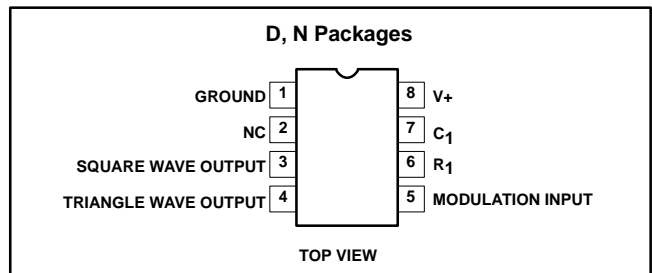 D, N Packages
GROUND 1 8 V+
NC 2 7 C1
SQUARE WAVE OUTPUT 3 6 R1
TRIANGLE WAVE OUTPUT 4 5 MODULATION INPUT
TOP VIEW